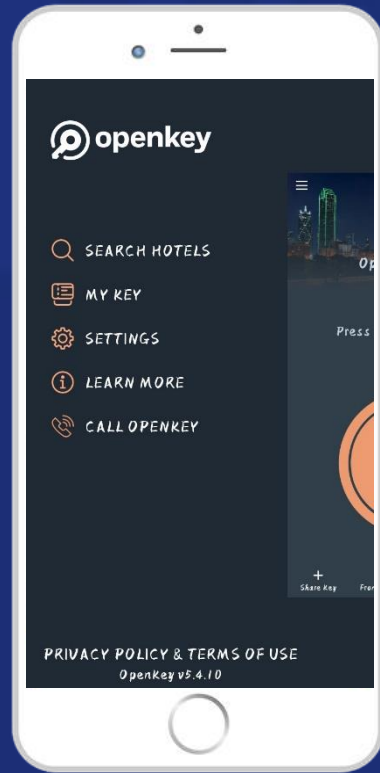 openkey
SEARCH HOTELS
MY KEY
SETTINGS
LEARN MORE
CALL OPENKEY
Press
Share Key
PRIVACY POLICY & TERMS OF USE
OpenKey v5.4.10